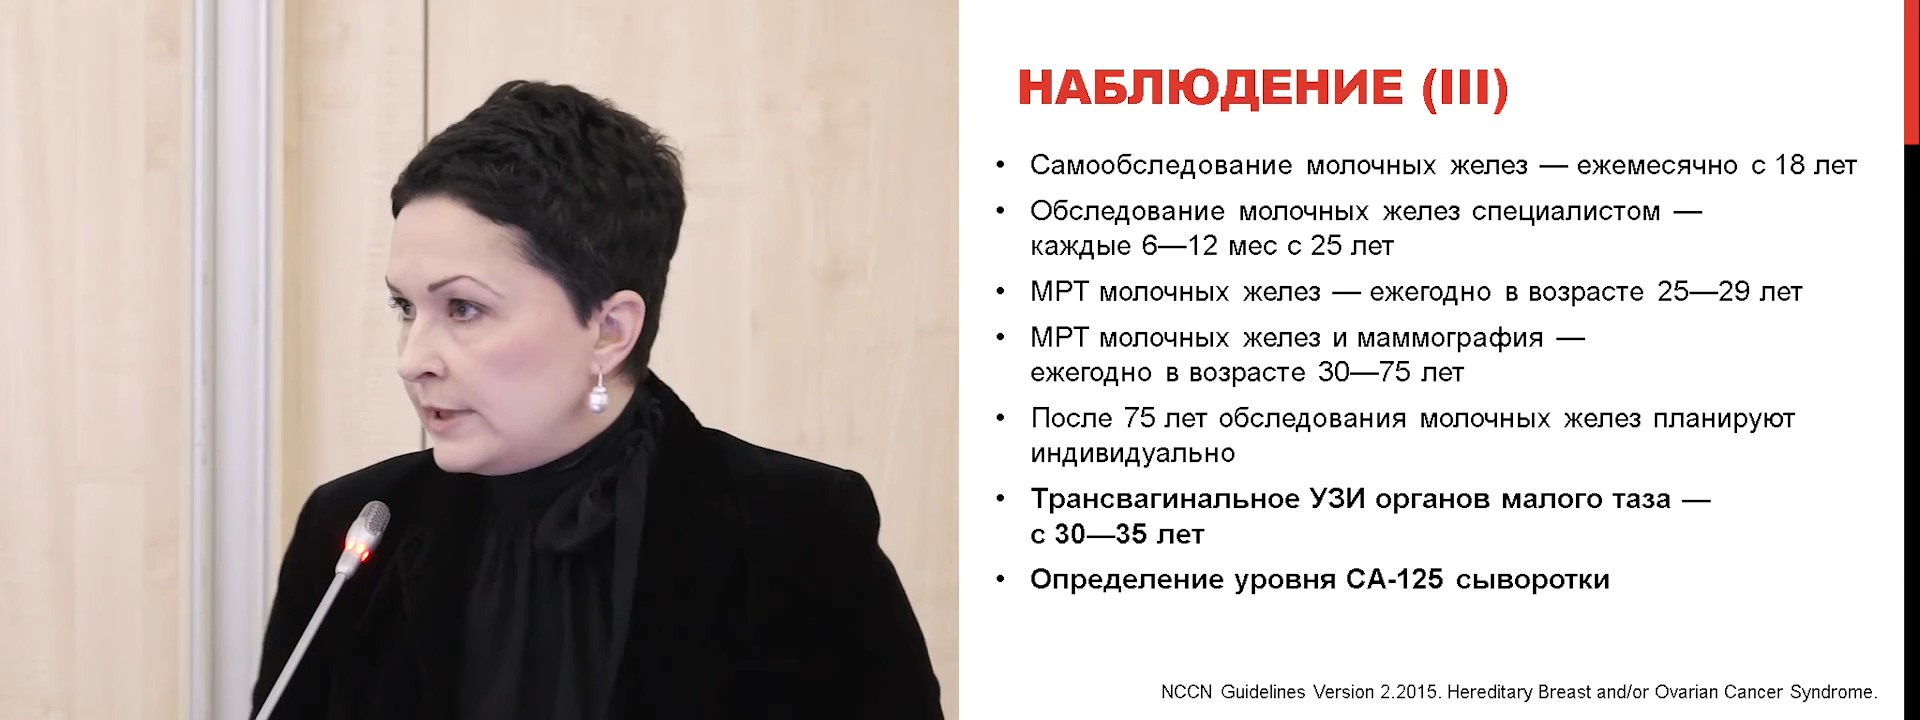 НАБЛЮДЕНИЕ (III)
• Самообследование молочных желез — ежемесячно с 18 лет
• Обследование молочных желез специалистом —
каждые 6—12 мес с 25 лет
• МРТ молочных желез — ежегодно в возрасте 25—29 лет
• МРТ молочных желез и маммография —
ежегодно в возрасте 30—75 лет
• После 75 лет обследования молочных желез планируют
индивидуально
• Трансвагинальное УЗИ органов малого таза —
с 30—35 лет
• Определение уровня СА-125 сыворотки
NCCN Guidelines Version 2.2015. Hereditary Breast and/or Ovarian Cancer Syndrome.